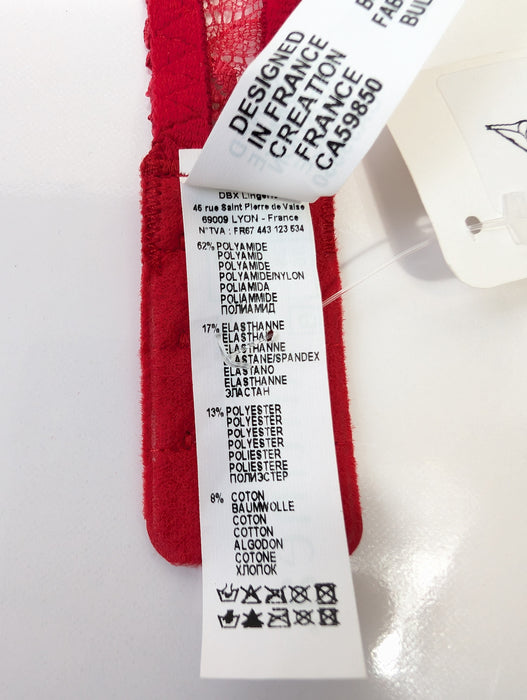 DESIGNED
IN FRANCE
CREATION
FRANCE
CA59850
FAB
BUL
DBX Lingerie
46 rue Saint Pierre de Vaise
69009 LYON - France
N°TVA : FR67 443 123 534
62% POLYAMIDE
POLYAMID
POLYAMIDE
POLYAMIDE/NYLON
POLIAMIDA
POLIAMMIDE
ПОЛИАМИД
17% ELASTHANNE
ELASTHAN
ELASTHANNE
ELASTANE/SPANDEX
ELASTANO
ELASTHANNE
ЭЛАСТАН
13% POLYESTER
POLYESTER
POLYESTER
POLYESTER
POLIESTER
POLIESTERE
ПОЛИЭСТЕР
8% COTON
BAUMWOLLE
COTON
COTTON
ALGODON
COTONE
ХЛОПОК